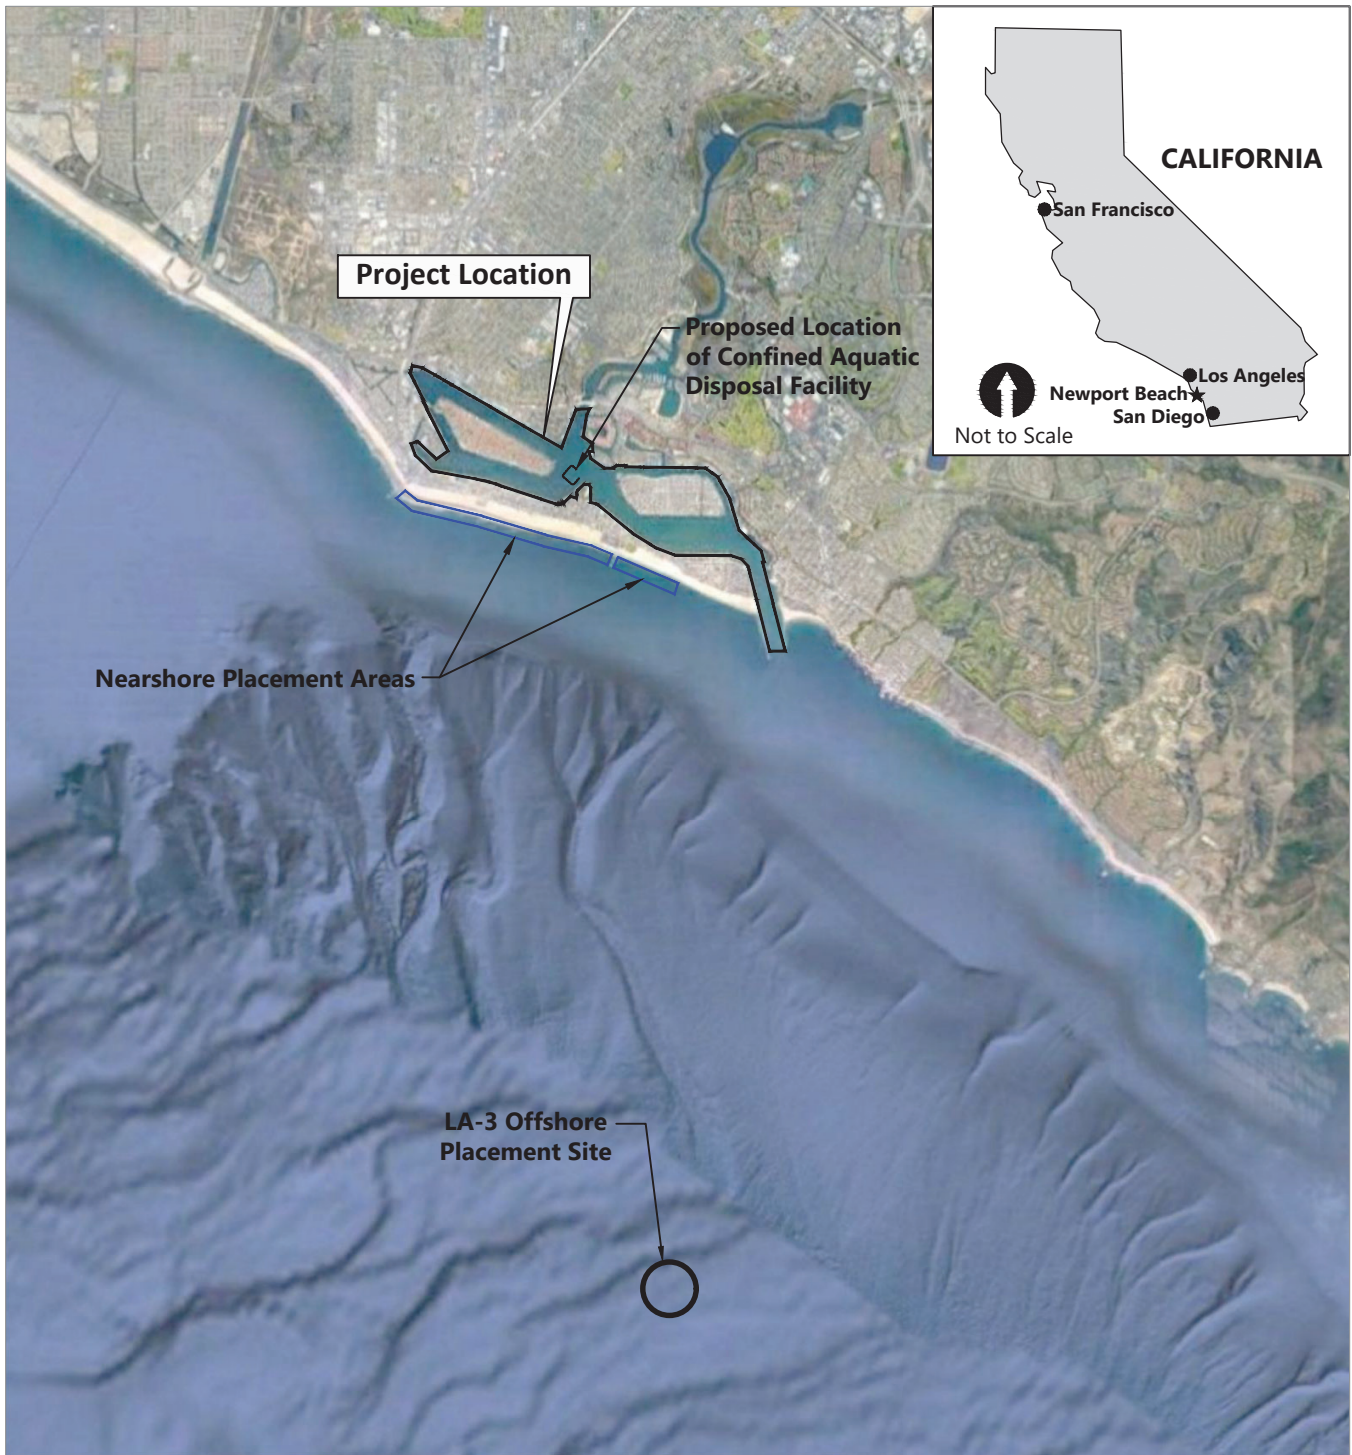 CALIFORNIA
San Francisco
Los Angeles
Newport Beach
San Diego
Not to Scale
Project Location
Proposed Location
of Confined Aquatic
Disposal Facility
Nearshore Placement Areas
LA-3 Offshore
Placement Site